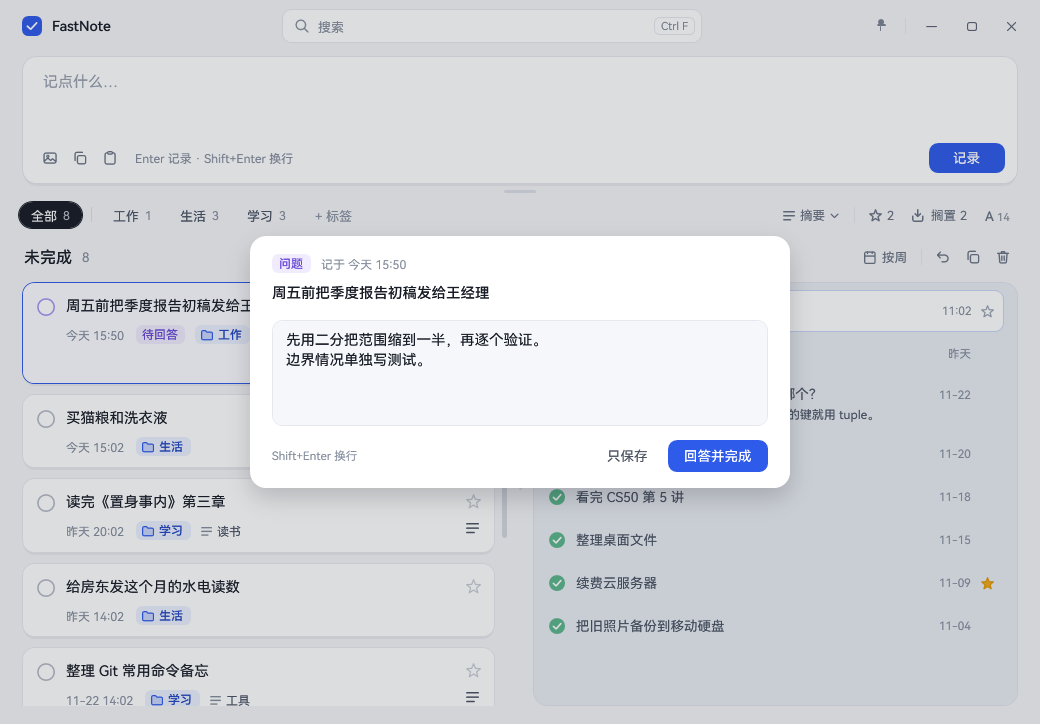 FastNote
搜索
Ctrl F
记点什么...
Enter 记录 · Shift+Enter 换行
记录
全部 8
工作 1
生活 3
学习 3
+ 标签
摘要
2
搁置 2
A 14
未完成 8
按周
周五前把季度报告初稿发给王
今天 15:50 待回答 工作
买猫粮和洗衣液
今天 15:02 生活
读完《置身事内》第三章
昨天 20:02 学习 读书
给房东发这个月的水电读数
昨天 14:02 生活
整理 Git 常用命令备忘
11-22 14:02 学习 工具
问题 记于 今天 15:50
周五前把季度报告初稿发给王经理
先用二分把范围缩到一半，再逐个验证。
边界情况单独写测试。
Shift+Enter 换行
只保存
回答并完成
11:02
昨天
个？ 11-22
的键就用 tuple。
11-20
看完 CS50 第 5 讲 11-18
整理桌面文件 11-15
续费云服务器 11-09
把旧照片备份到移动硬盘 11-04